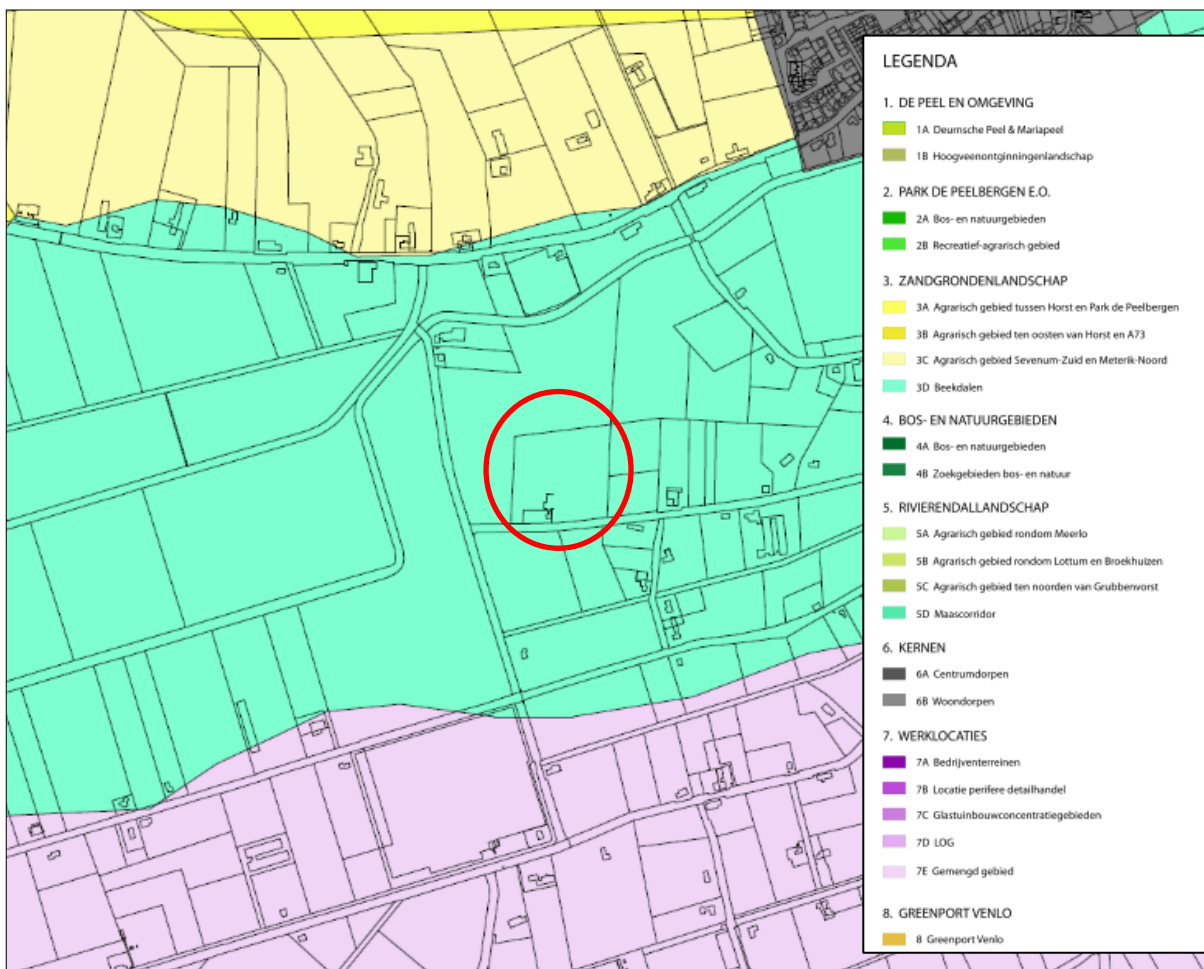 LEGENDA
1. DE PEEL EN OMGEVING
1A Deurnsche Peel & Mariapeel
1B Hoogveenontginningenlandschap
2. PARK DE PEELBERGEN E.O.
2A Bos- en natuurgebieden
2B Recreatief-agrarisch gebied
3. ZANDGRONDENLANDSCHAP
3A Agrarisch gebied tussen Horst en Park de Peelbergen
3B Agrarisch gebied ten oosten van Horst en A73
3C Agrarisch gebied Sevenum-Zuid en Meterik-Noord
3D Beekdalen
4. BOS- EN NATUURGEBIEDEN
4A Bos- en natuurgebieden
4B Zoekgebieden bos- en natuur
5. RIVIERENDALLANDSCHAP
5A Agrarisch gebied rondom Meerlo
5B Agrarisch gebied rondom Lottum en Broekhuizen
5C Agrarisch gebied ten noorden van Grubbenvorst
5D Maascorridor
6. KERNEN
6A Centrumdorpen
6B Woondorpen
7. WERKLOCATIES
7A Bedrijventerreinen
7B Locatie perifere detailhandel
7C Glastuinbouwconcentratiegebieden
7D LOG
7E Gemengd gebied
8. GREENPORT VENLO
8 Greenport Venlo